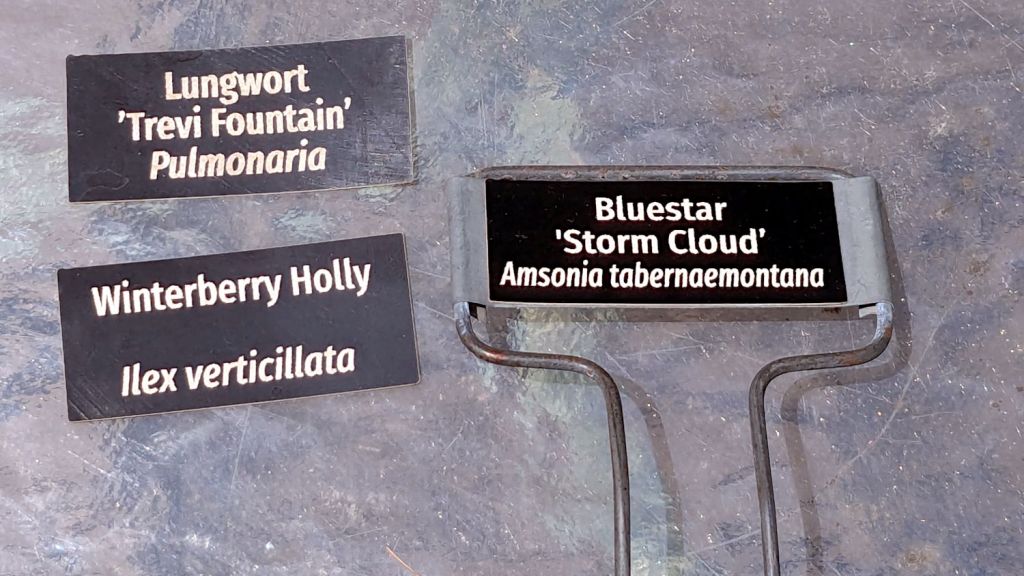 Lungwort
’Trevi Fountain’
Pulmonaria
Winterberry Holly
Ilex verticillata
Bluestar
'Storm Cloud’
Amsonia tabernaemontana